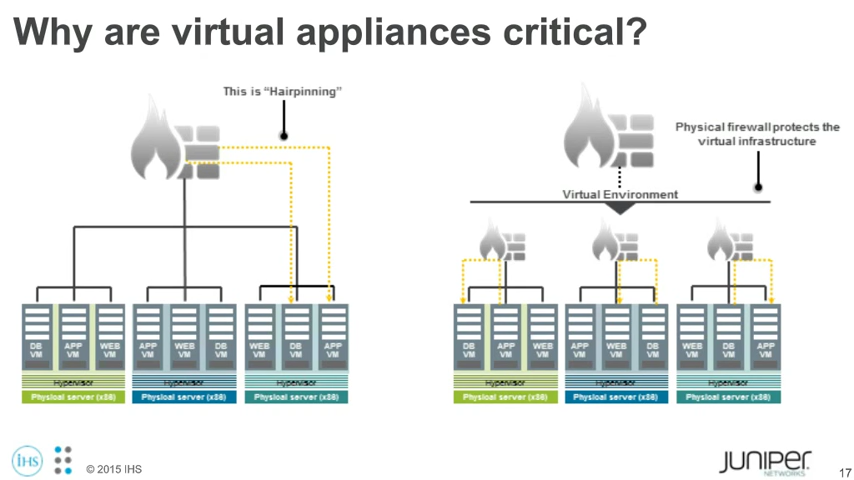 Why are virtual appliances critical?
This is “Hairpinning”
Physical firewall protects the
virtual infrastructure
Virtual Environment
DB
VM
APP
VM
WEB
VM
APP
VM
WEB
VM
DB
VM
WEB
VM
DB
VM
APP
VM
Hypervisor
Hypervisor
Hypervisor
Physical server (x86)
Physical server (x86)
Physical server (x86)
DB
VM
APP
VM
WEB
VM
APP
VM
WEB
VM
DB
VM
WEB
VM
DB
VM
APP
VM
Hypervisor
Hypervisor
Hypervisor
Physical server (x86)
Physical server (x86)
Physical server (x86)
IHS
© 2015 IHS
JUNIPER
NETWORKS
17